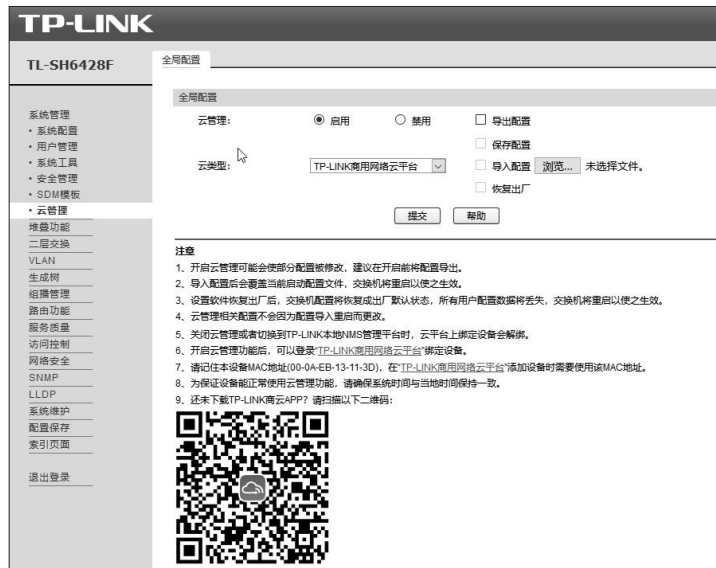 TP-LINK
TL-SH6428F
全局配置
系统管理
• 系统配置
• 用户管理
• 系统工具
• 安全管理
• SDM模板
• 云管理
堆叠功能
二层交换
VLAN
生成树
组播管理
路由功能
服务质量
访问控制
网络安全
SNMP
LLDP
系统维护
配置保存
索引页面
退出登录
全局配置
云管理: 启用 禁用 导出配置
保存配置
云类型: TP-LINK商用网络云平台 导入配置 浏览... 未选择文件。
恢复出厂
提交 帮助
注意
1、开启云管理可能会使部分配置被修改，建议在开启前将配置导出。
2、导入配置后会覆盖当前启动配置文件，交换机将重启以使之生效。
3、设置软件恢复出厂后，交换机配置将恢复成出厂默认状态，所有用户配置数据将丢失，交换机将重启以使之生效。
4、云管理相关配置不会因为配置导入重启而更改。
5、关闭云管理或者切换到TP-LINK本地NMS管理平台时，云平台上绑定设备会解绑。
6、开启云管理功能后，可以登录“TP-LINK商用网络云平台”绑定设备。
7、请记住本设备MAC地址(00-0A-EB-13-11-3D)，在“TP-LINK商用网络云平台”添加设备时需要使用该MAC地址。
8、为保证设备能正常使用云管理功能，请确保系统时间与当地时间保持一致。
9、还未下载TP-LINK商云APP？请扫描以下二维码：